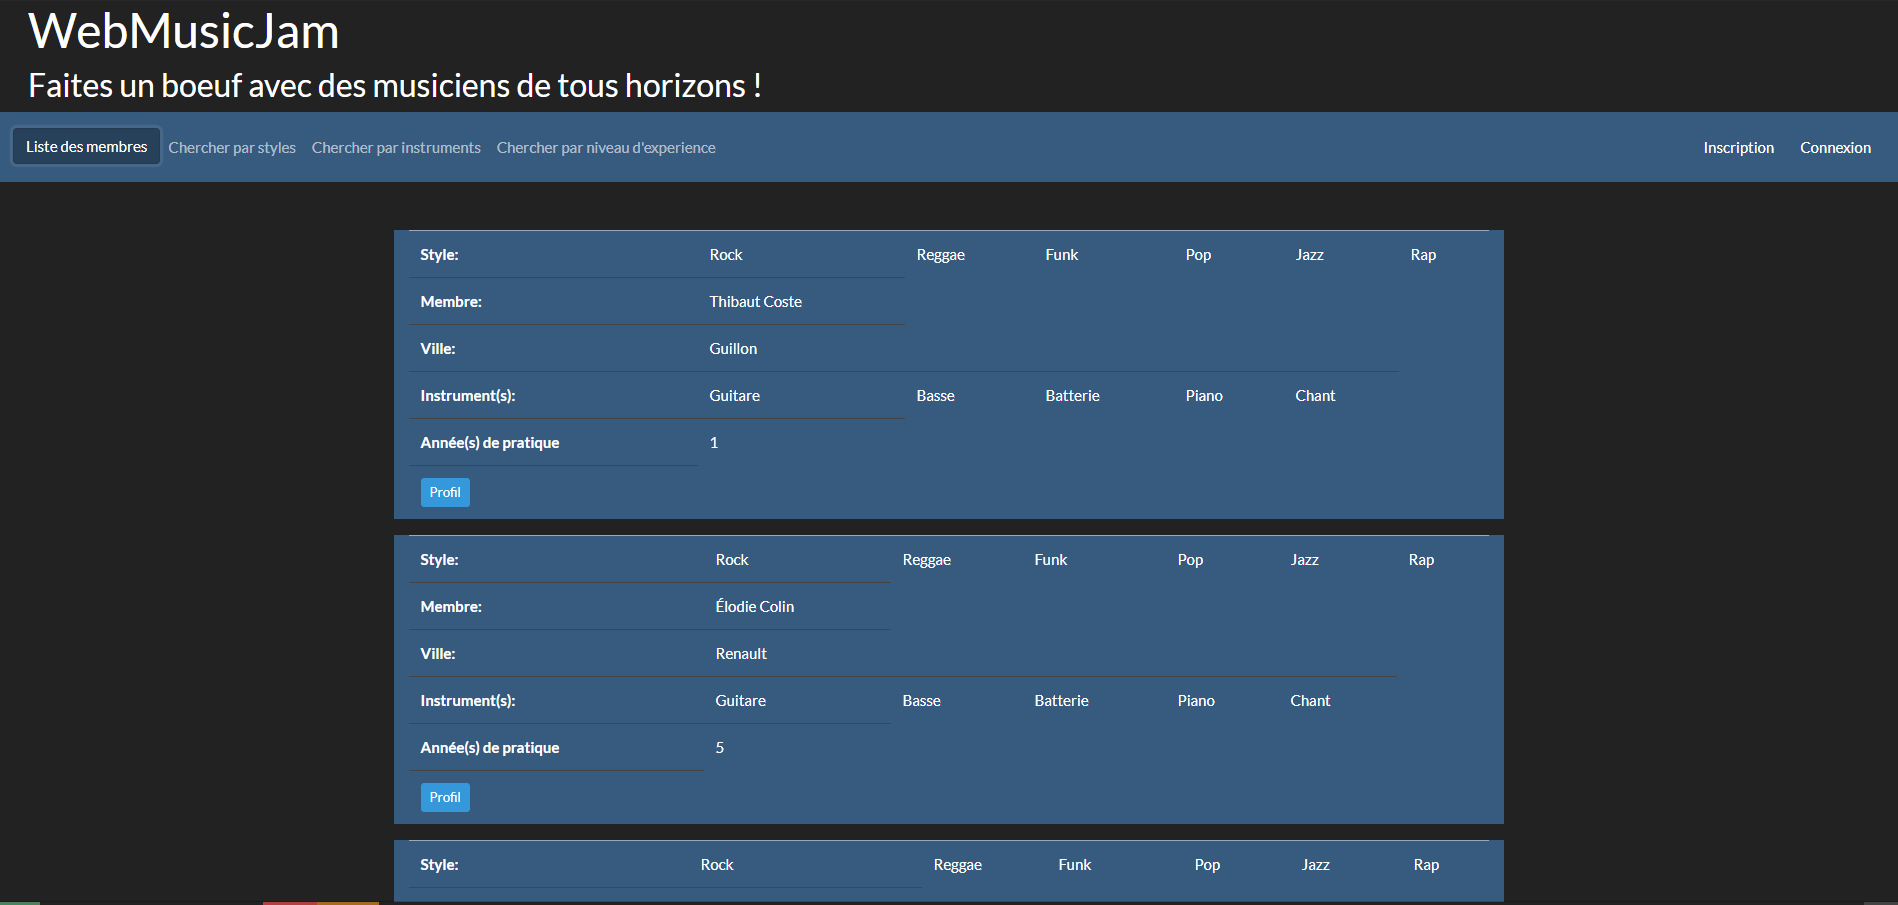 WebMusicJam
Faites un boeuf avec des musiciens de tous horizons !
Liste des membres Chercher par styles Chercher par instruments Chercher par niveau d'experience Inscription Connexion
Style: Rock Reggae Funk Pop Jazz Rap
Membre: Thibaut Coste
Ville: Guillon
Instrument(s): Guitare Basse Batterie Piano Chant
Année(s) de pratique 1
Profil
Style: Rock Reggae Funk Pop Jazz Rap
Membre: Élodie Colin
Ville: Renault
Instrument(s): Guitare Basse Batterie Piano Chant
Année(s) de pratique 5
Profil
Style: Rock Reggae Funk Pop Jazz Rap